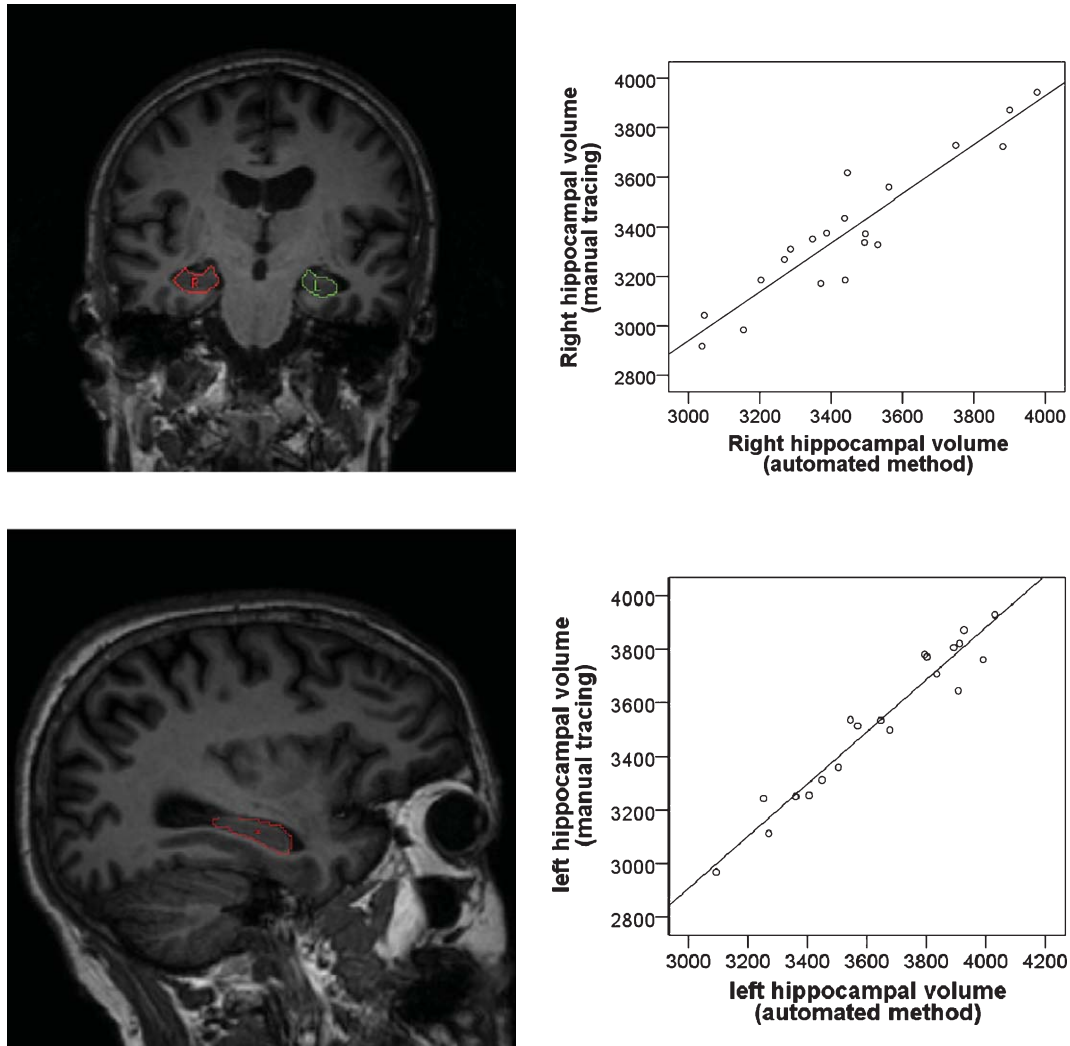 R
L
Right hippocampal volume
(manual tracing)
4000
3800
3600
3400
3200
3000
2800
3000 3200 3400 3600 3800 4000
Right hippocampal volume
(automated method)
left hippocampal volume
(manual tracing)
4000
3800
3600
3400
3200
3000
2800
3000 3200 3400 3600 3800 4000 4200
left hippocampal volume
(automated method)